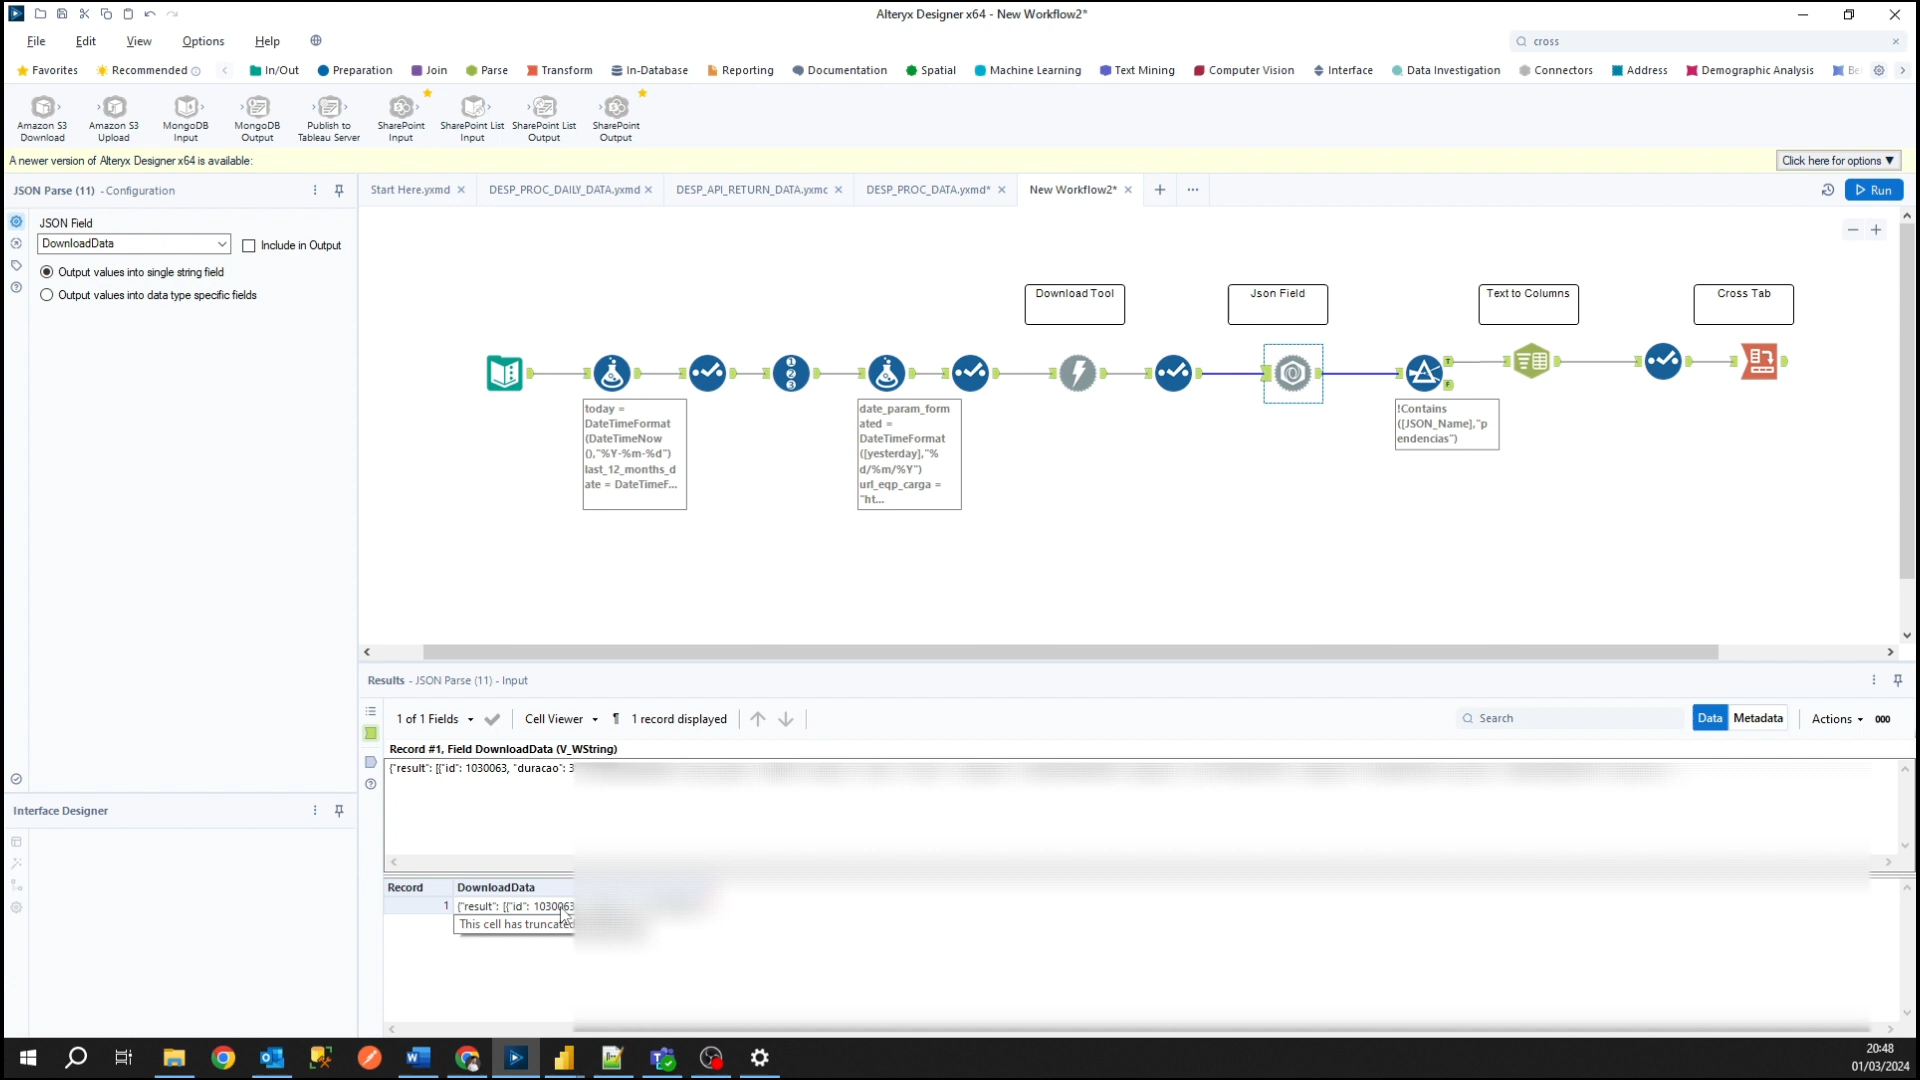 Alteryx Designer x64 - New Workflow2*
File Edit View Options Help
cross
Favorites Recommended In/Out Preparation Join Parse Transform In-Database Reporting Documentation Spatial Machine Learning Text Mining Computer Vision Interface Data Investigation Connectors Address Demographic Analysis Be
Amazon S3 Download
Amazon S3 Upload
MongoDB Input
MongoDB Output
Publish to Tableau Server
SharePoint Input
SharePoint List Input
SharePoint List Output
SharePoint Output
A newer version of Alteryx Designer x64 is available:
Click here for options ▼
JSON Parse (11) - Configuration
Start Here.yxmd
DESP_PROC_DAILY_DATA.yxmd
DESP_API_RETURN_DATA.yxmc
DESP_PROC_DATA.yxmd*
New Workflow2*
Run
JSON Field
DownloadData
Include in Output
Output values into single string field
Output values into data type specific fields
Download Tool
Json Field
Text to Columns
Cross Tab
1
2
3
today =
DateTimeFormat
(DateTimeNow
(),"%Y-%m-%d")
last_12_months_d
ate = DateTimeF...
date_param_form
ated =
DateTimeFormat
([yesterday],"%
d/%m/%Y")
url_eqp_carga =
"ht...
T
F
!Contains
([JSON_Name],"p
endencias")
Results - JSON Parse (11) - Input
1 of 1 Fields
Cell Viewer
1 record displayed
Search
Data
Metadata
Actions
000
Record #1, Field DownloadData (V_WString)
{"result": [[{"id": 1030063, "duracao": 3
Interface Designer
Record DownloadData
1 {"result": [[{"id": 1030063
This cell has truncated
20:48
01/03/2024